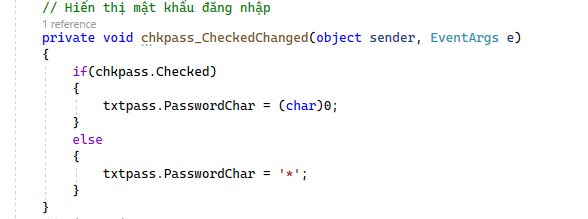 // Hiển thị mật khẩu đăng nhập
1 reference
private void chkpass_CheckedChanged(object sender, EventArgs e)
{
if(chkpass.Checked)
{
txtpass.PasswordChar = (char)0;
}
else
{
txtpass.PasswordChar = '*';
}
}